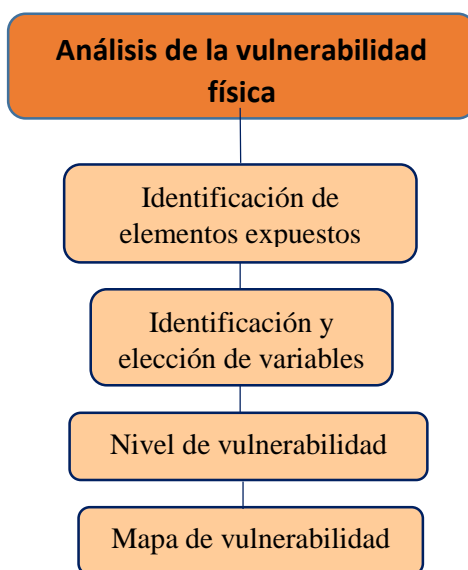 Análisis de la vulnerabilidad
física
Identificación de
elementos expuestos
Identificación y
elección de variables
Nivel de vulnerabilidad
Mapa de vulnerabilidad